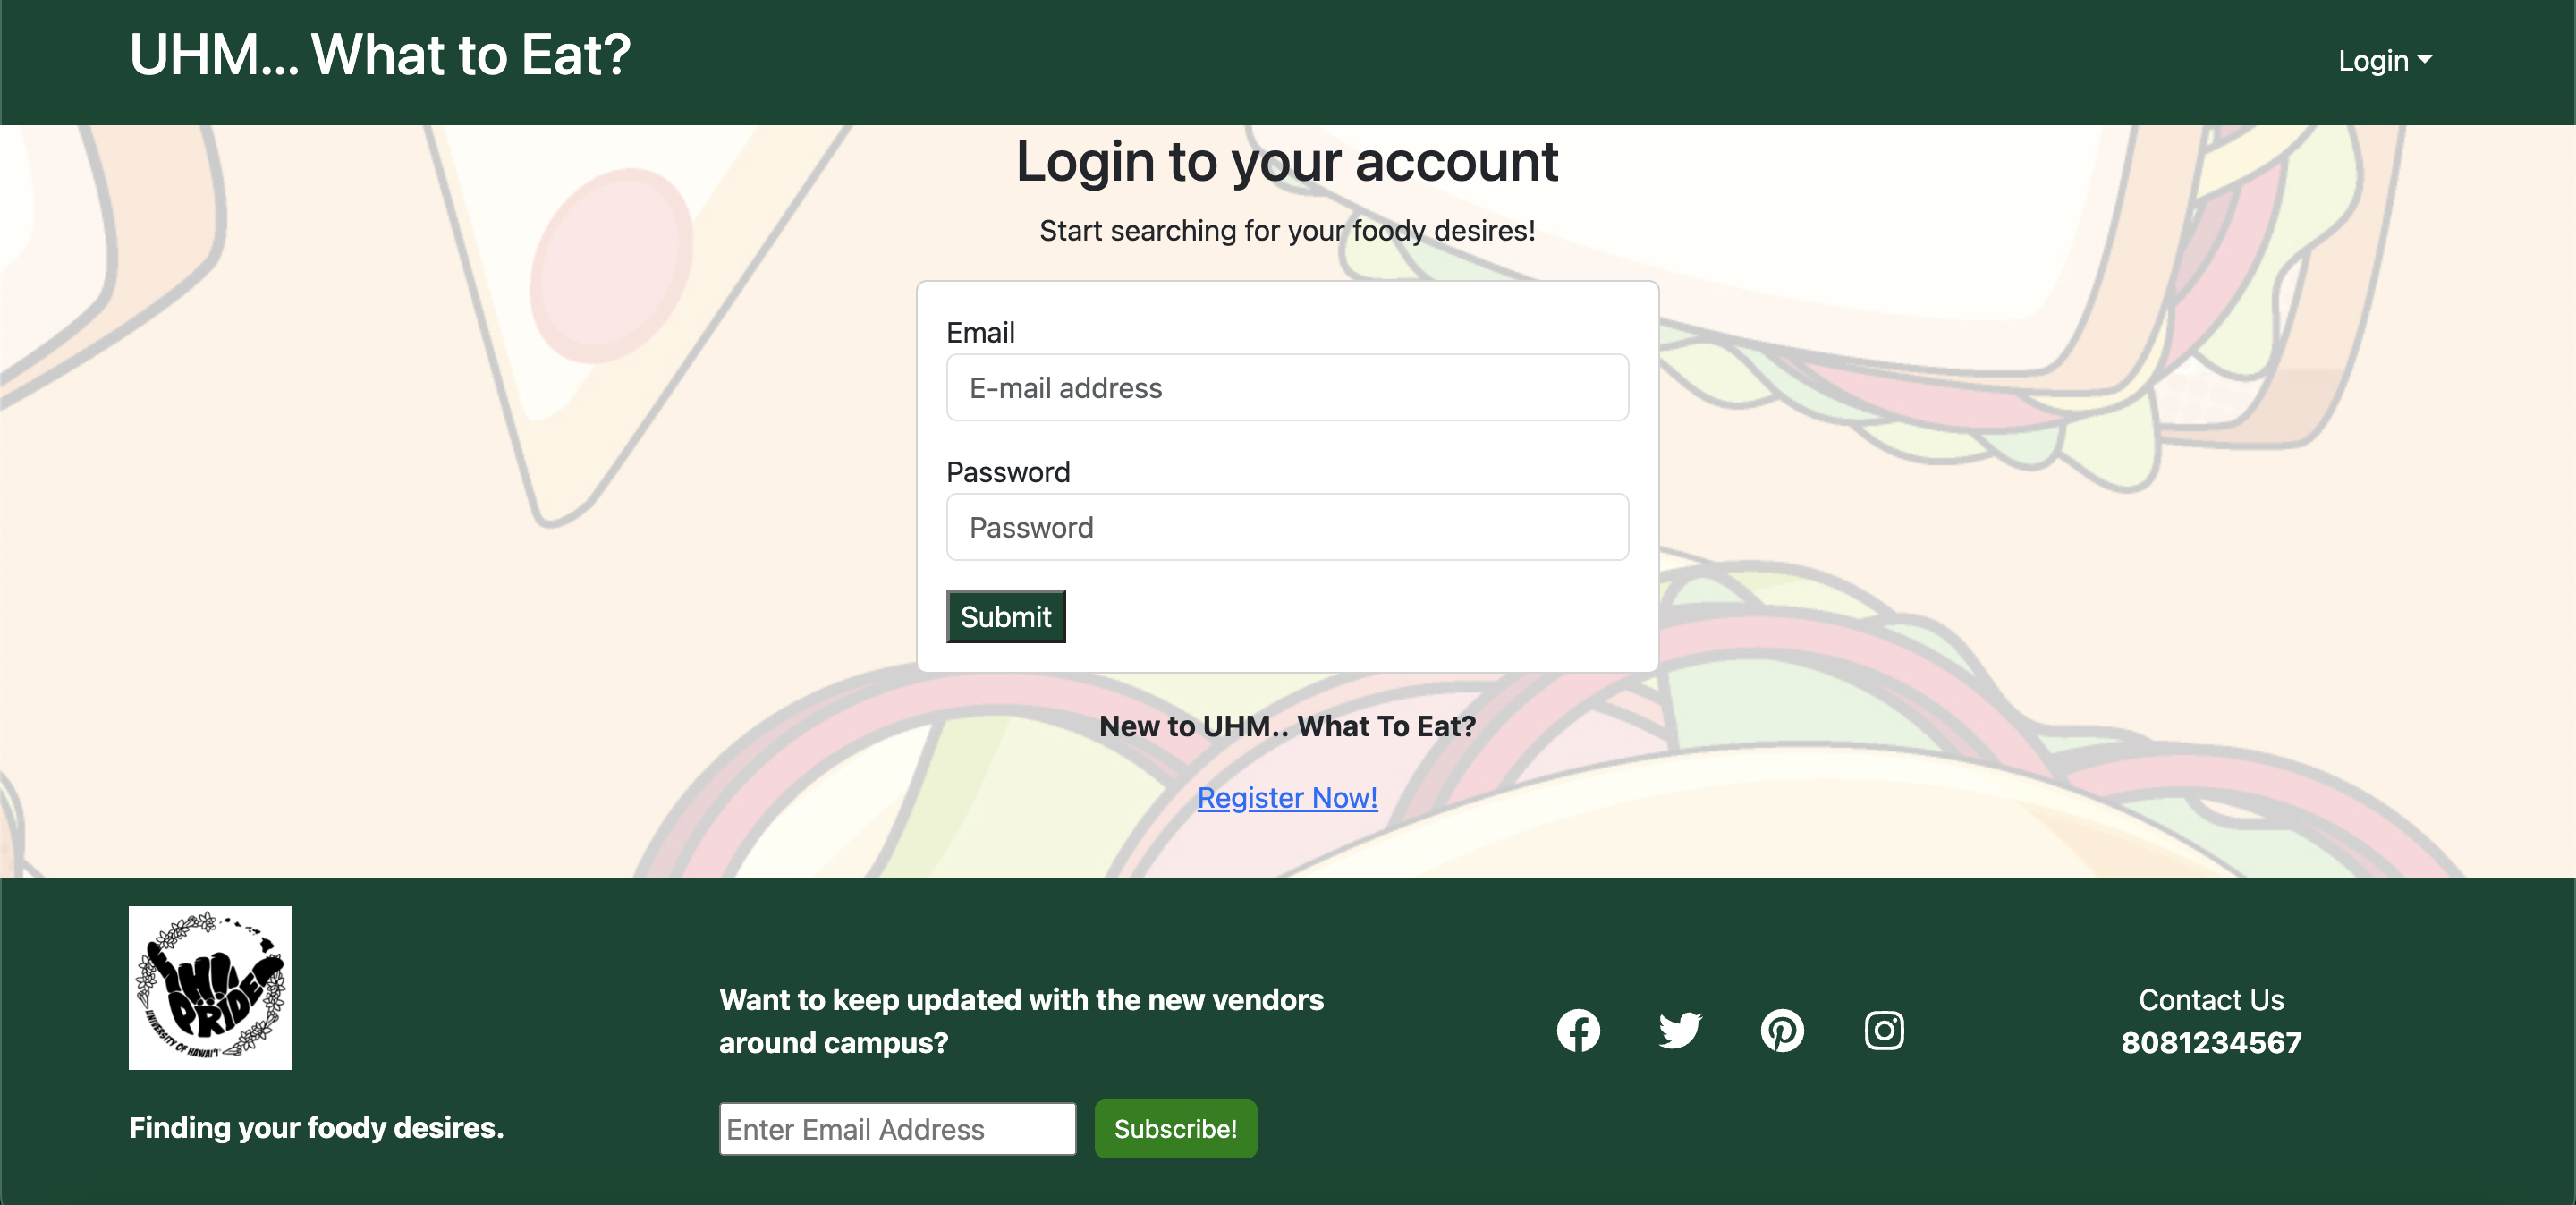 UHM... What to Eat?
Login
Login to your account
Start searching for your foody desires!
Email
E-mail address
Password
Password
Submit
New to UHM.. What To Eat?
Register Now!
PRIDE
UNIVERSITY OF HAWAI'I
Finding your foody desires.
Want to keep updated with the new vendors
around campus?
Enter Email Address
Subscribe!
Contact Us
8081234567